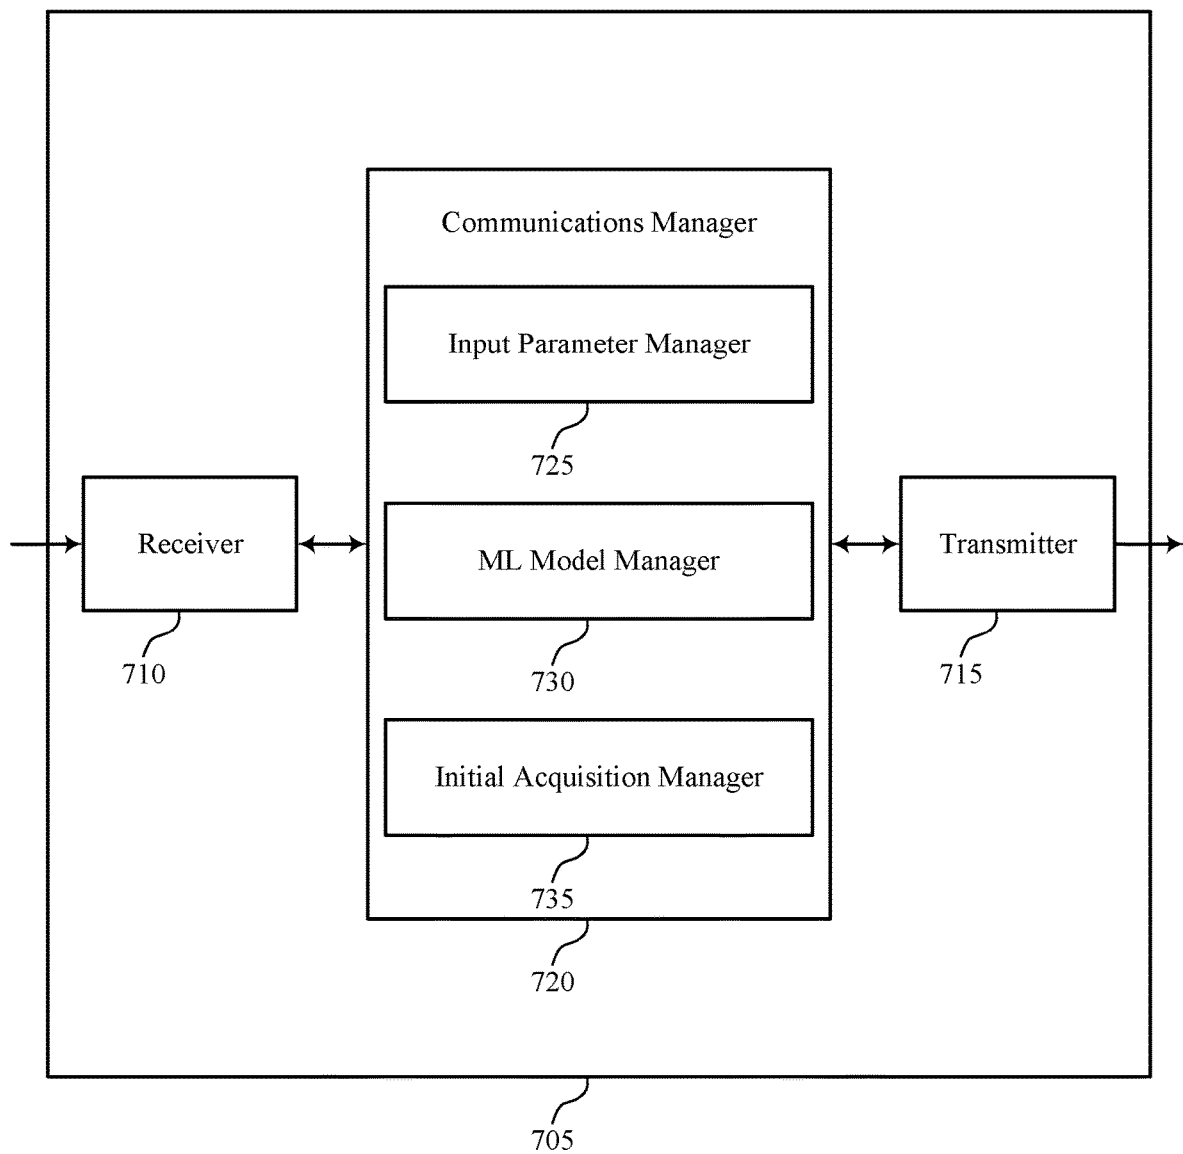 Communications Manager
Input Parameter Manager
725
Receiver
710
ML Model Manager
730
Transmitter
715
Initial Acquisition Manager
735
720
705